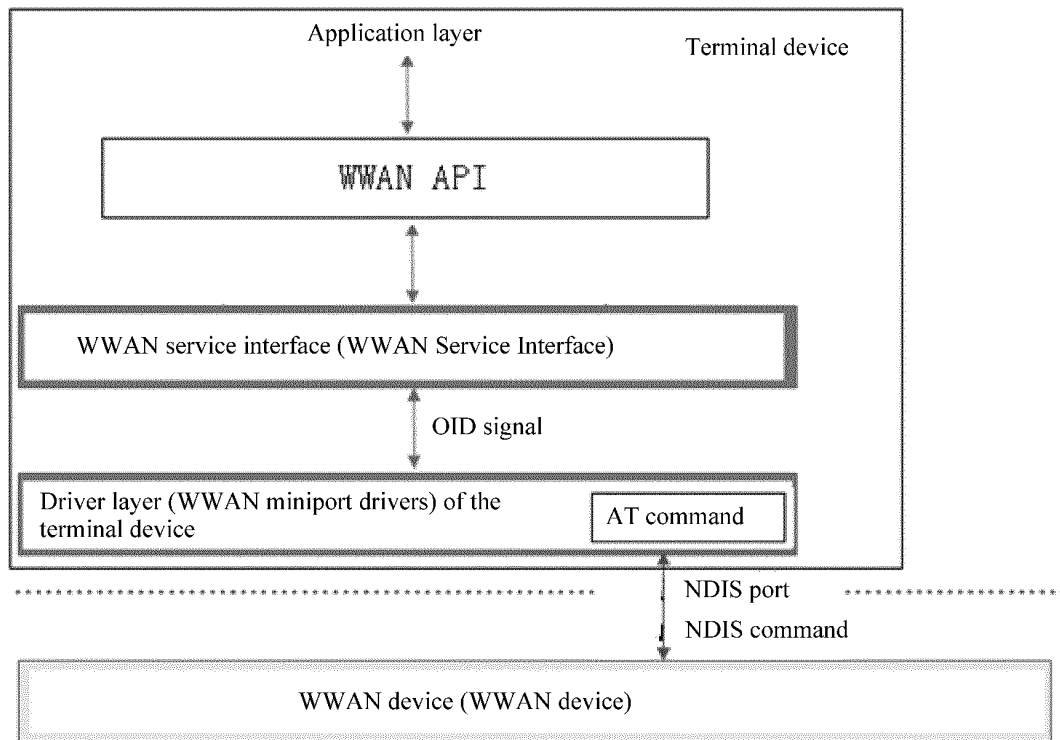 Application layer
Terminal device
WWAN API
WWAN service interface (WWAN Service Interface)
OID signal
Driver layer (WWAN miniport drivers) of the
terminal device
AT command
NDIS port
NDIS command
WWAN device (WWAN device)